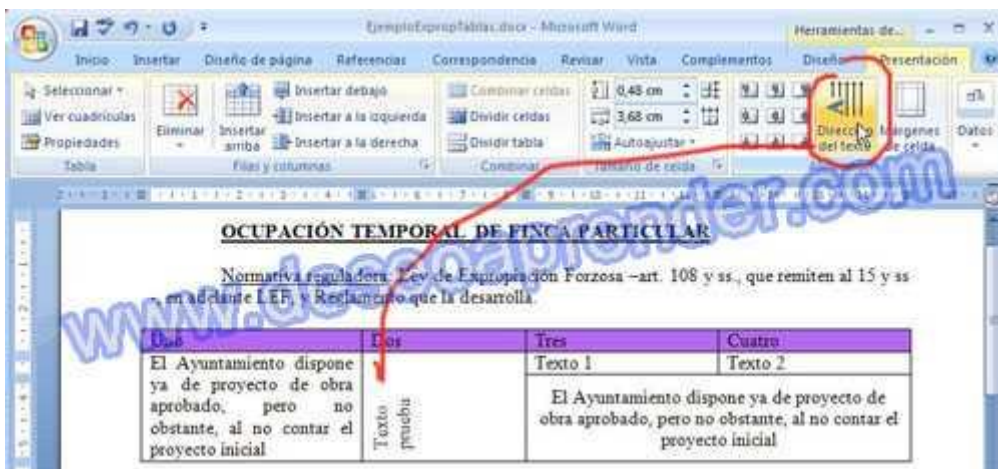 EjemploExpropTablas.docx - Microsoft Word
Herramientas de...
Inicio Insertar Diseño de página Referencias Correspondencia Revisar Vista Complementos Diseño Presentación
Seleccionar
Ver cuadrículas
Propiedades
Tabla
Eliminar
Insertar arriba
Insertar debajo
Insertar a la izquierda
Insertar a la derecha
Filas y columnas
Combinar celdas
Dividir celdas
Dividir tabla
Combinar
0,48 cm
3,68 cm
Autoajustar
Tamaño de celda
Dirección del texto
Márgenes de celda
Datos
www.deseoaprender.com
OCUPACIÓN TEMPORAL DE FINCA PARTICULAR
Normativa reguladora: Ley de Expropiación Forzosa –art. 108 y ss., que remiten al 15 y ss
-, en adelante LEF, y Reglamento que la desarrolla.
Uno Dos Tres Cuatro
El Ayuntamiento dispone
ya de proyecto de obra
aprobado, pero no
obstante, al no contar el
proyecto inicial
Texto
prueba
Texto 1 Texto 2
El Ayuntamiento dispone ya de proyecto de
obra aprobado, pero no obstante, al no contar el
proyecto inicial